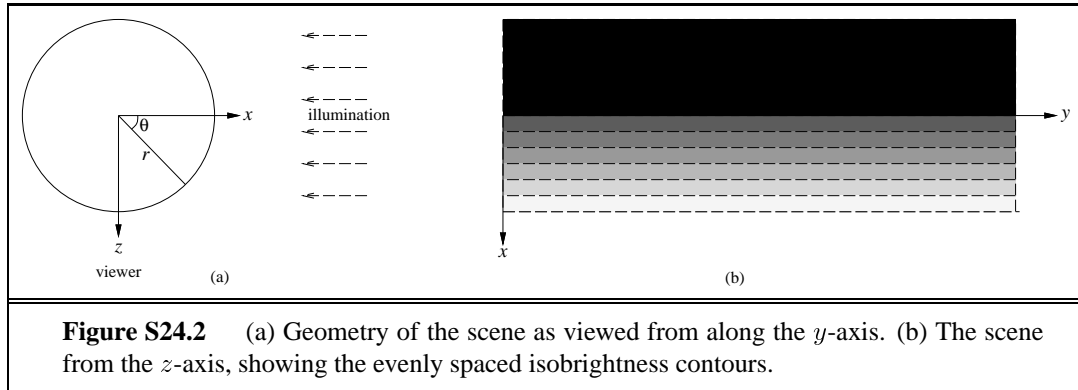 x
θ
r
illumination
z
viewer
(a)
y
x
(b)
Figure S24.2 (a) Geometry of the scene as viewed from along the y-axis. (b) The scene
from the z-axis, showing the evenly spaced isobrightness contours.